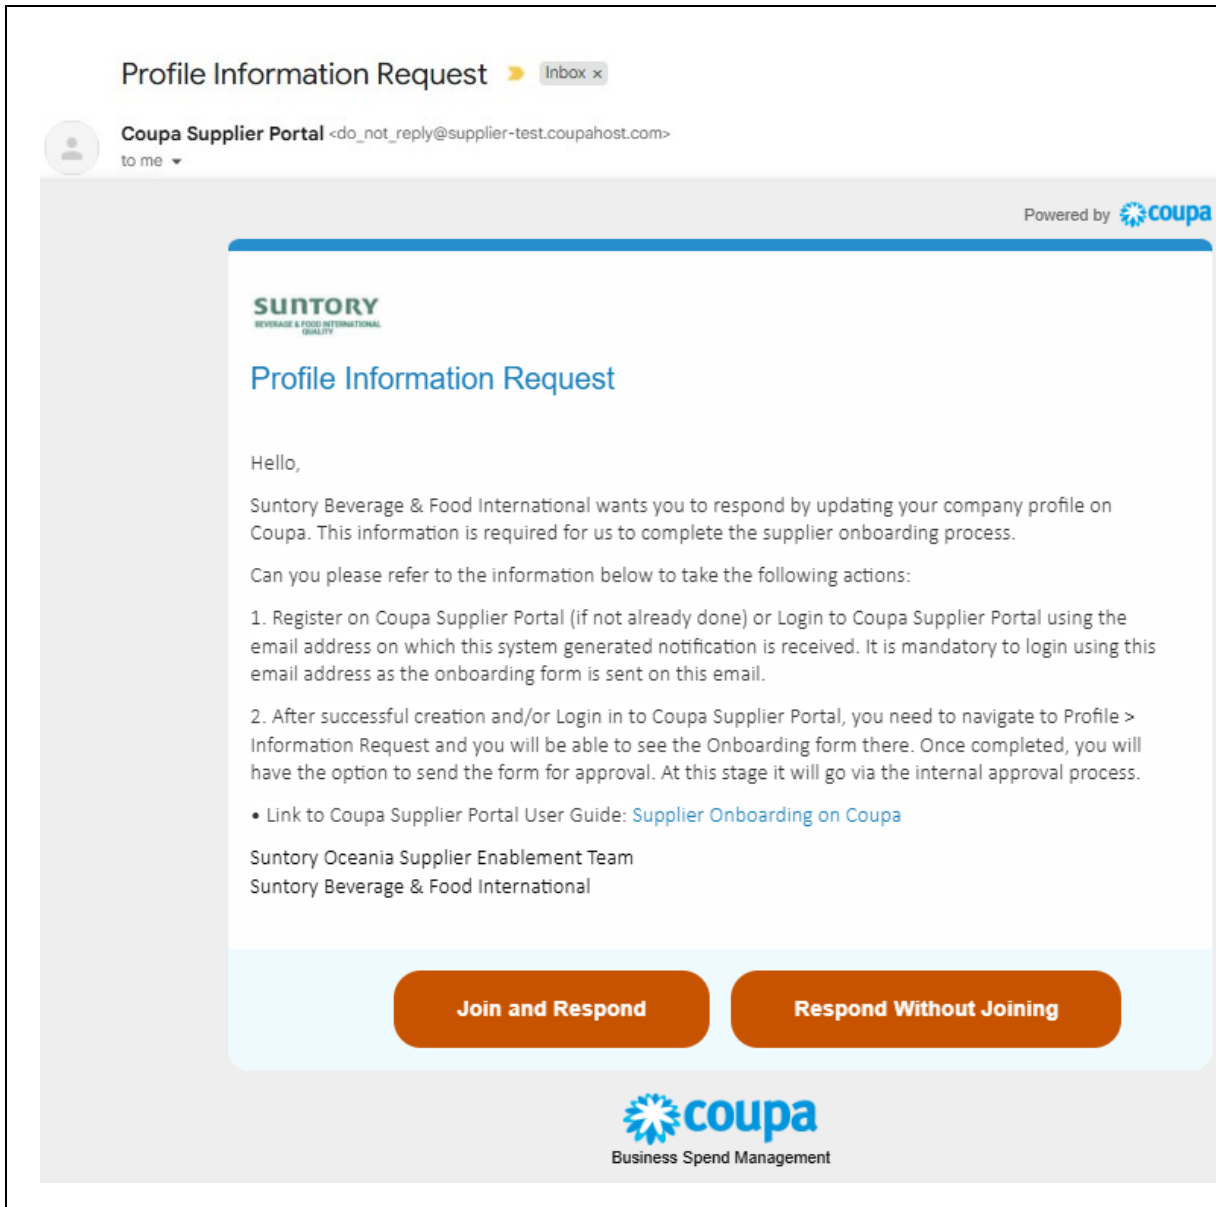 Profile Information Request Inbox ×
Coupa Supplier Portal <do_not_reply@supplier-test.coupahost.com>
to me
Powered by coupa
SUNTORY
BEVERAGE & FOOD INTERNATIONAL
QUALITY
Profile Information Request
Hello,
Suntory Beverage & Food International wants you to respond by updating your company profile on
Coupa. This information is required for us to complete the supplier onboarding process.
Can you please refer to the information below to take the following actions:
1. Register on Coupa Supplier Portal (if not already done) or Login to Coupa Supplier Portal using the
email address on which this system generated notification is received. It is mandatory to login using this
email address as the onboarding form is sent on this email.
2. After successful creation and/or Login in to Coupa Supplier Portal, you need to navigate to Profile >
Information Request and you will be able to see the Onboarding form there. Once completed, you will
have the option to send the form for approval. At this stage it will go via the internal approval process.
• Link to Coupa Supplier Portal User Guide: Supplier Onboarding on Coupa
Suntory Oceania Supplier Enablement Team
Suntory Beverage & Food International
Join and Respond Respond Without Joining
coupa
Business Spend Management